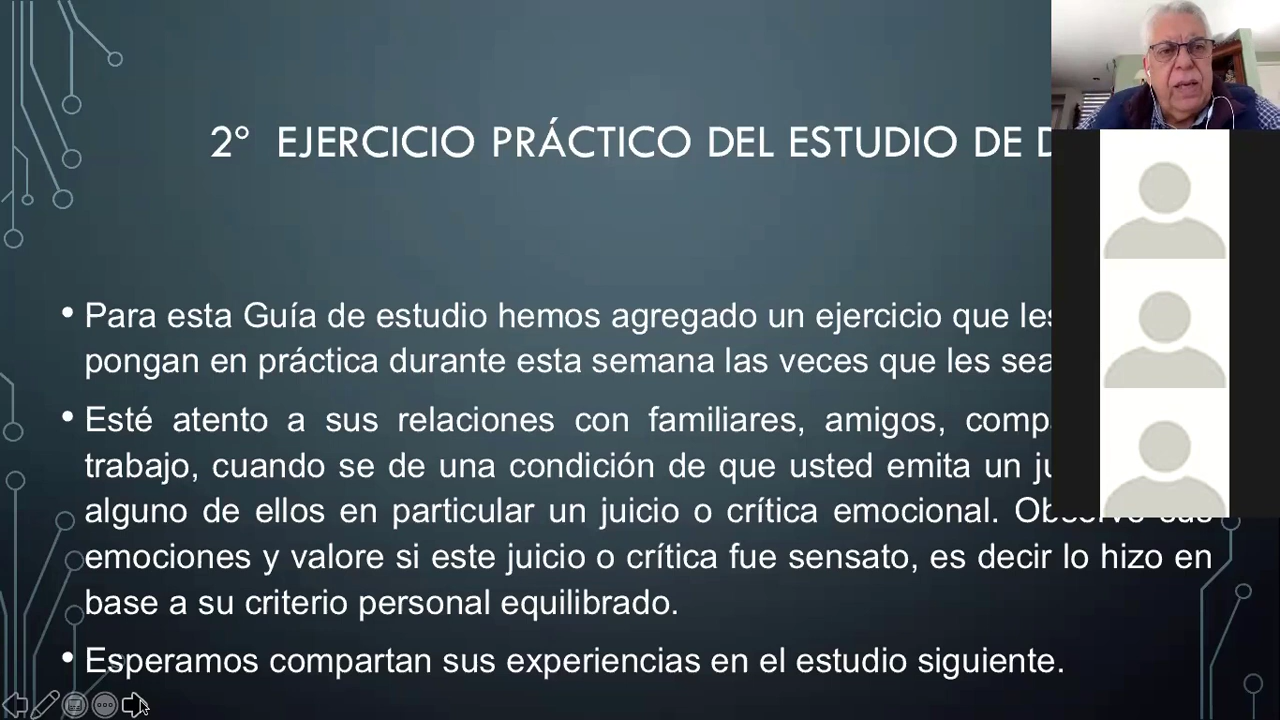 2° EJERCICIO PRÁCTICO DEL ESTUDIO DE
• Para esta Guía de estudio hemos agregado un ejercicio que les
pongan en práctica durante esta semana las veces que les sea
• Esté atento a sus relaciones con familiares, amigos,
trabajo, cuando se de una condición de que usted emita un
alguno de ellos en particular un juicio o crítica emocional. Observe sus
emociones y valore si este juicio o crítica fue sensato, es decir lo hizo en
base a su criterio personal equilibrado.
• Esperamos compartan sus experiencias en el estudio siguiente.